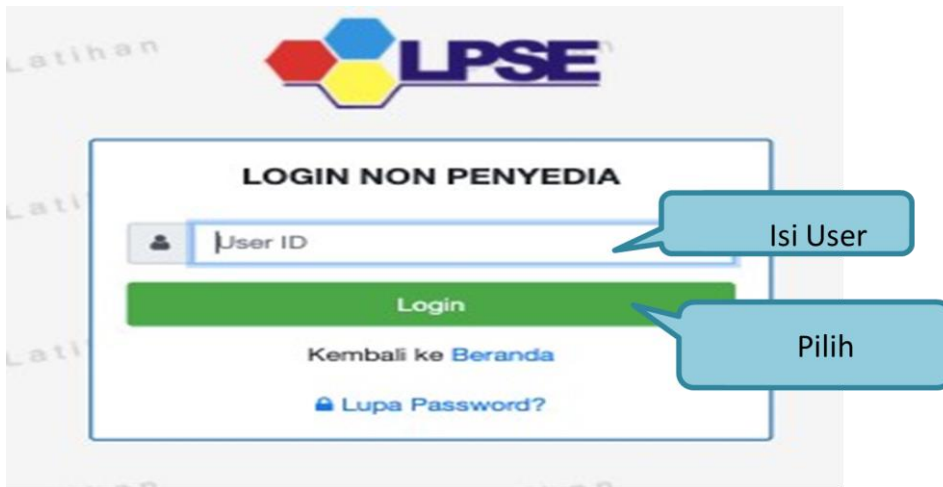 Latihan
LPSE
LOGIN NON PENYEDIA
User ID
Isi User
Login
Pilih
Kembali ke Beranda
Lupa Password?